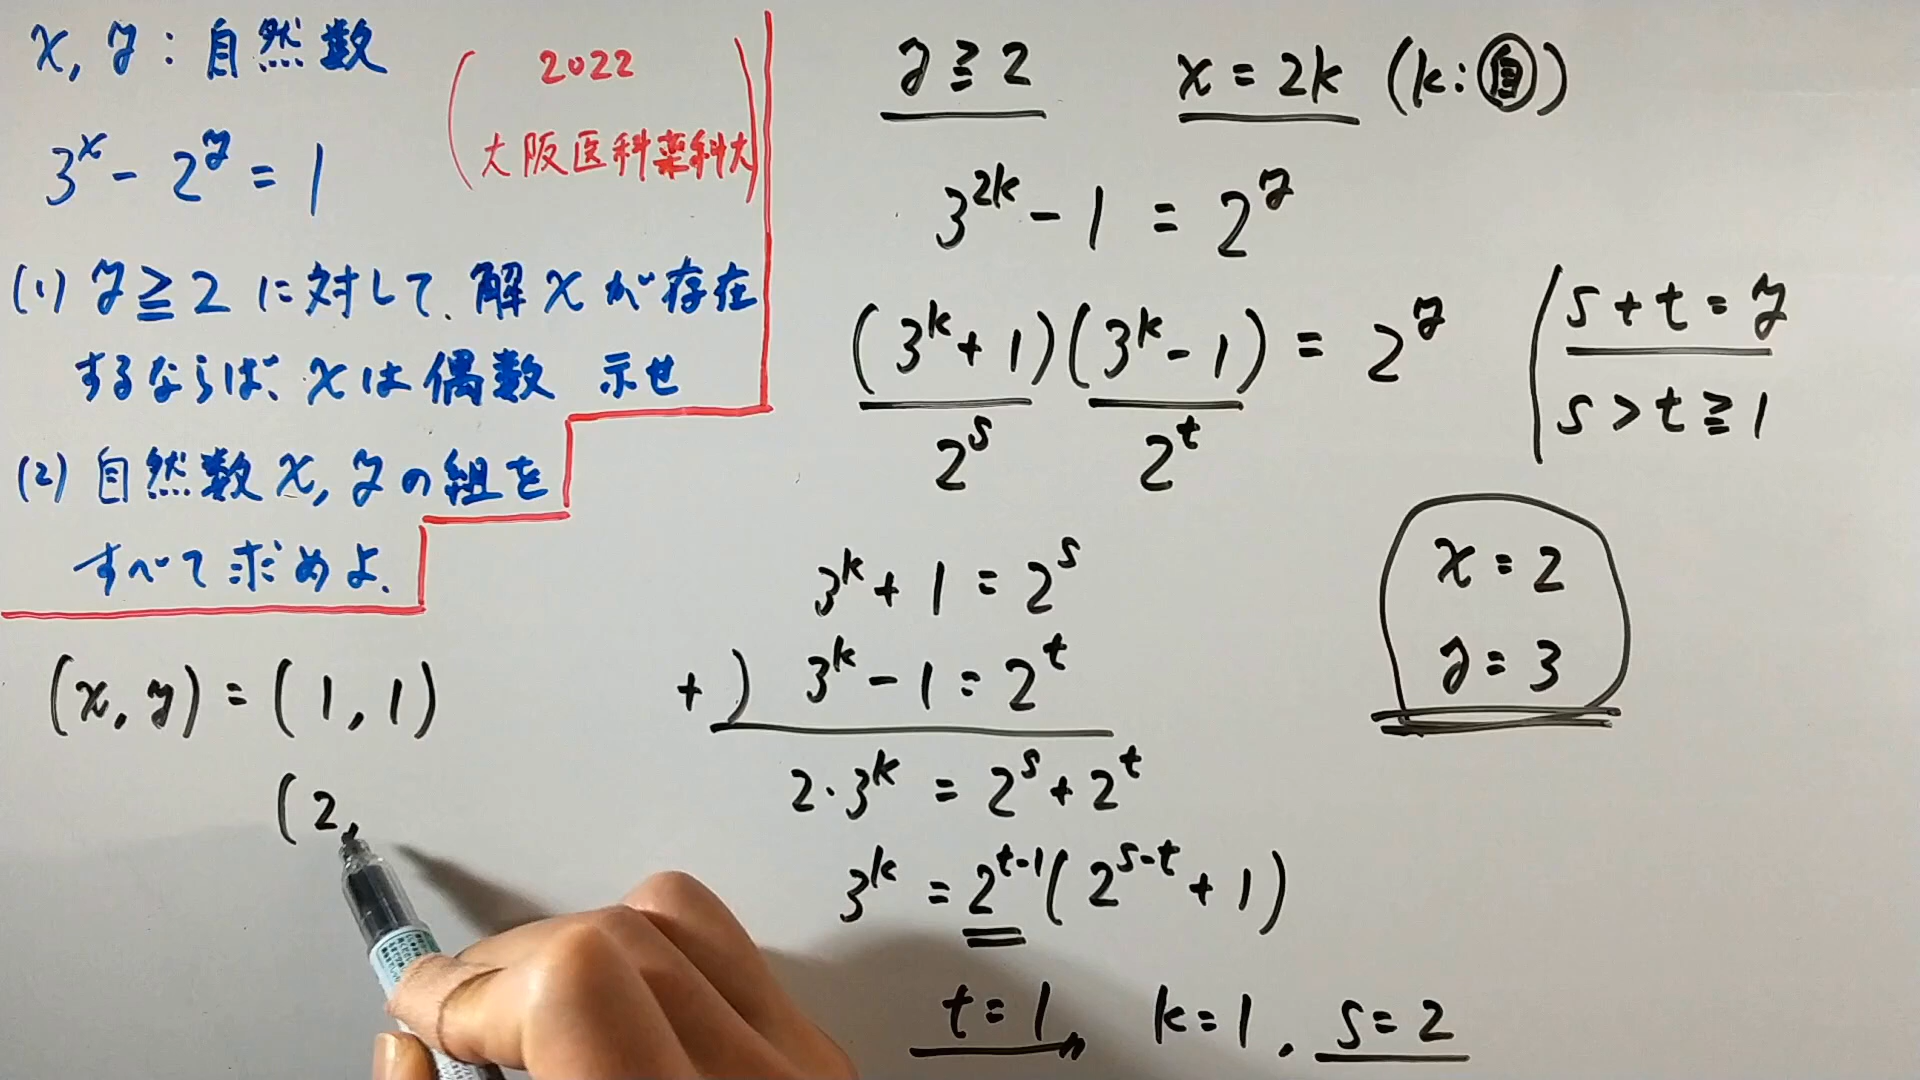 x, y : 自然数
3^x - 2^y = 1
( 2022
大阪医科薬科大 )
(1) y ≧ 2 に対して、解 x が存在
するならば、x は偶数 示せ
(2) 自然数 x, y の組を
すべて求めよ.
(x, y) = (1, 1)
(2,
y ≧ 2  x = 2k (k: 自)
3^{2k} - 1 = 2^y
(3^k + 1)(3^k - 1) = 2^y
2^s  2^t
s + t = y
s > t ≧ 1
3^k + 1 = 2^s
+) 3^k - 1 = 2^t
2・3^k = 2^s + 2^t
3^k = 2^{t-1}(2^{s-t} + 1)
t = 1,, k = 1. s = 2
x = 2
y = 3